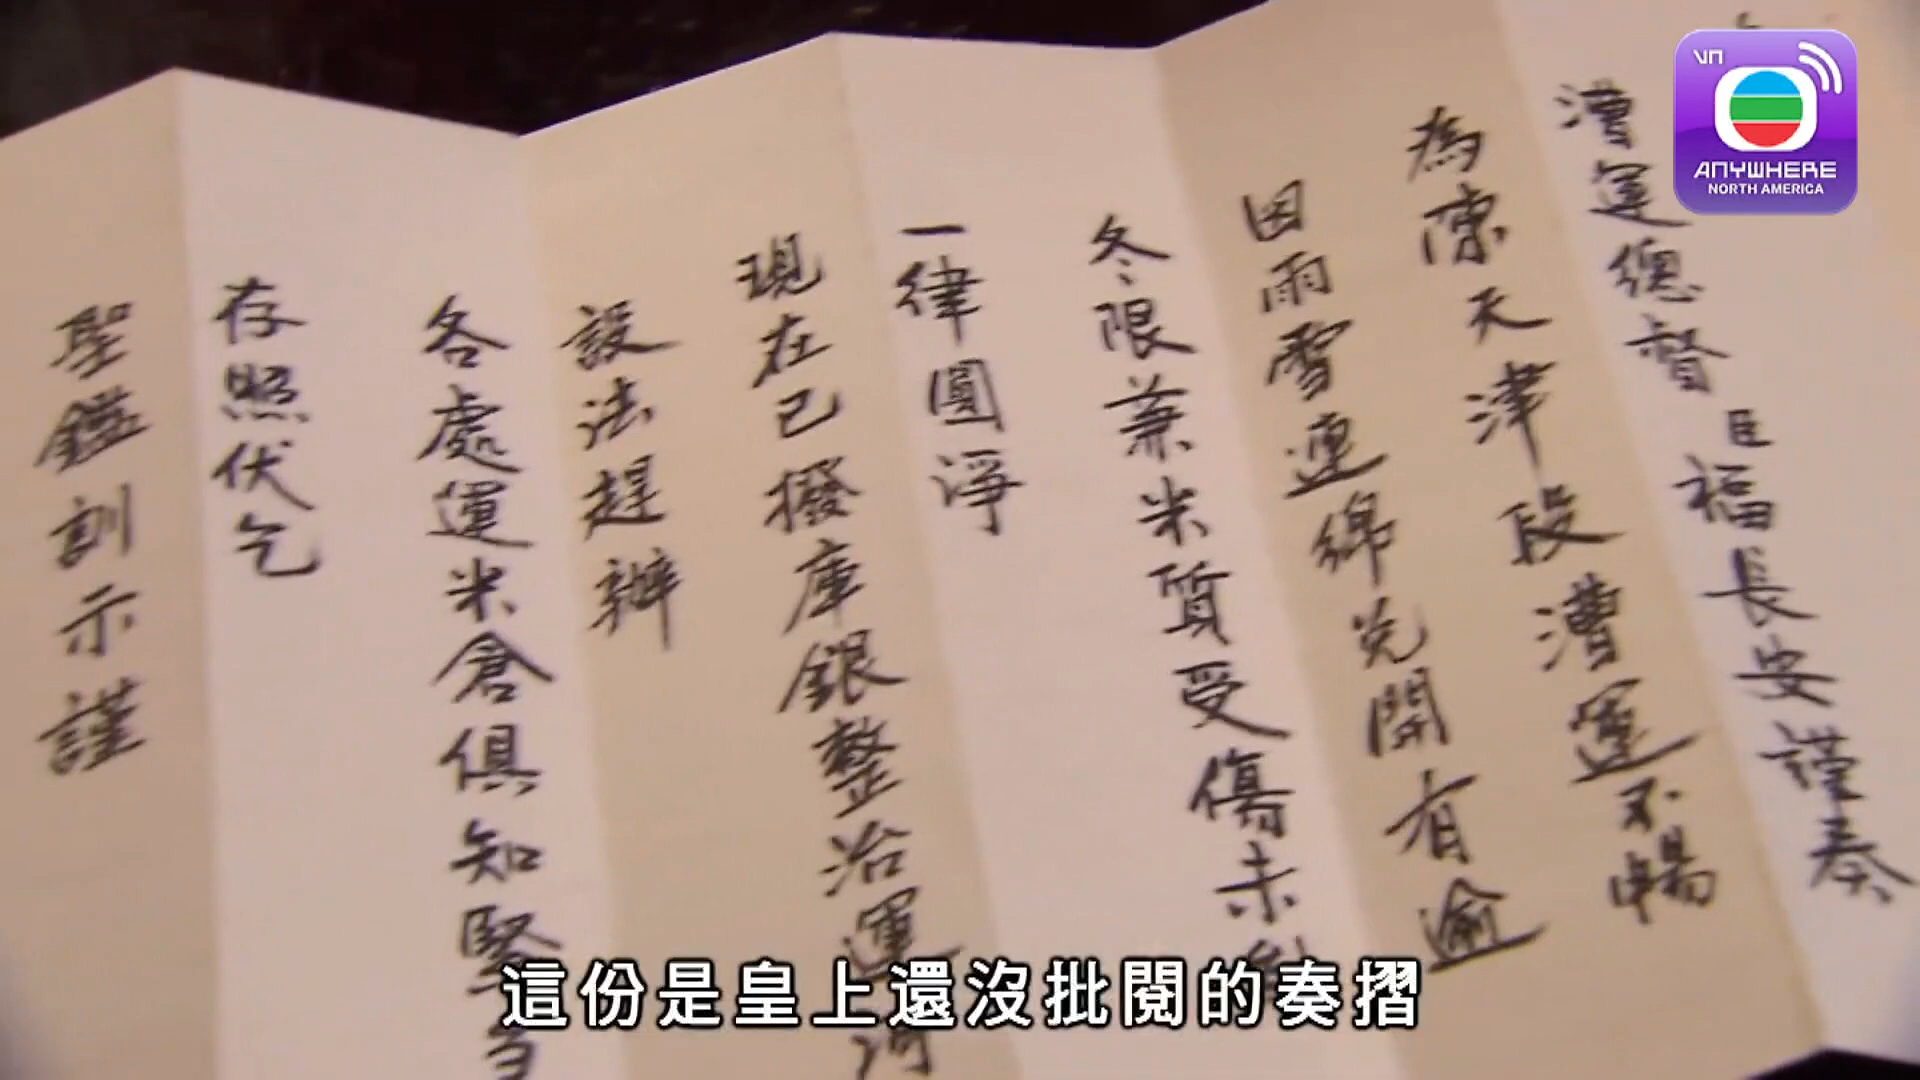 漕運總督臣福長安謹奏
為陳天津段漕運不暢
因雨雪連綿兌開有逾
冬限兼米質受傷未
一律圓淨
現在已撥庫銀整治運河
設法趕辦
各處運米倉俱知緊
存照伏乞
聖鑑訓示謹
這份是皇上還沒批閱的奏摺
VN
ANYWHERE
NORTH AMERICA